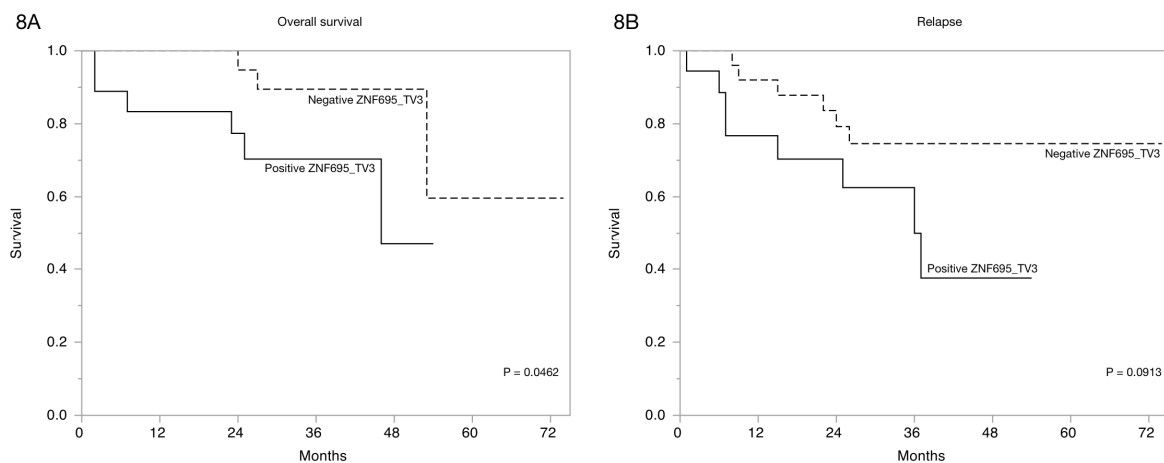 8A
Overall survival
1.0
0.8
0.6
0.4
0.2
0.0
Survival
Negative ZNF695_TV3
Positive ZNF695_TV3
P = 0.0462
0 12 24 36 48 60 72
Months
8B
Relapse
1.0
0.8
0.6
0.4
0.2
0.0
Survival
Negative ZNF695_TV3
Positive ZNF695_TV3
P = 0.0913
0 12 24 36 48 60 72
Months